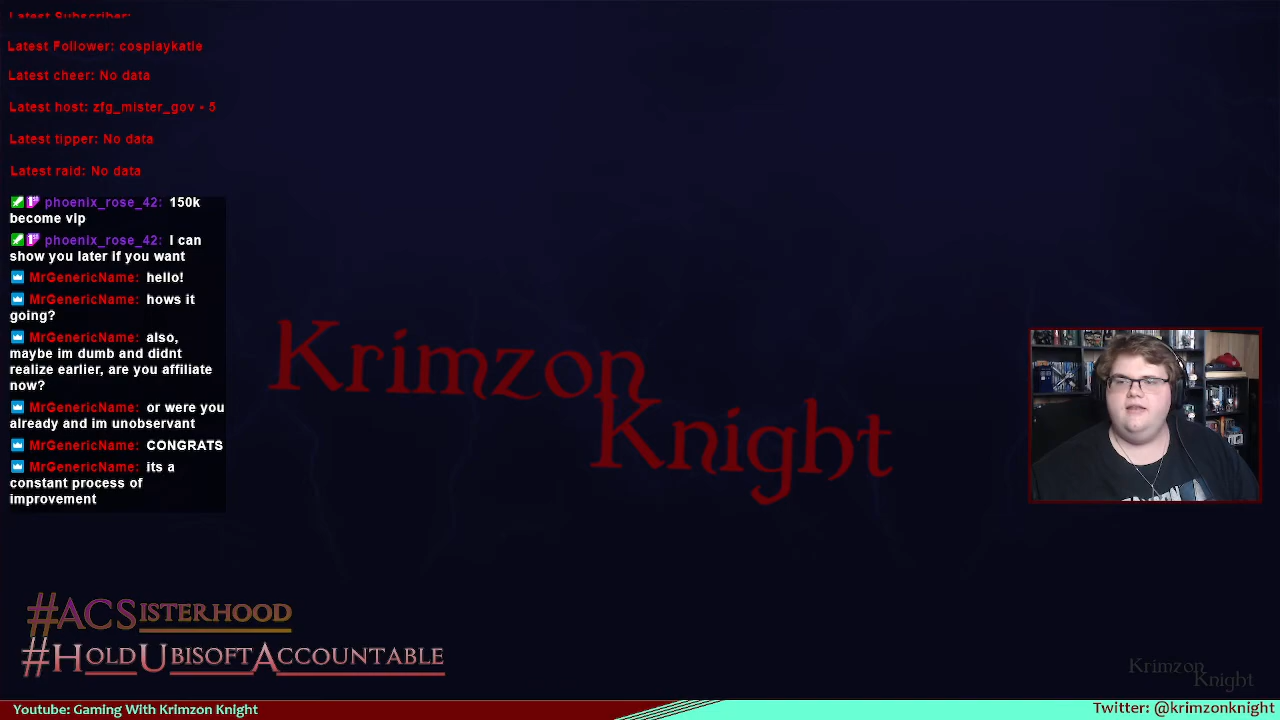 Latest Subscriber:
Latest Follower: cosplaykatie
Latest cheer: No data
Latest host: zfg_mister_gov - 5
Latest tipper: No data
Latest raid: No data
phoenix_rose_42: 150k
become vip
phoenix_rose_42: I can
show you later if you want
MrGenericName: hello!
MrGenericName: hows it
going?
MrGenericName: also,
maybe im dumb and didnt
realize earlier, are you affiliate
now?
MrGenericName: or were you
already and im unobservant
MrGenericName: CONGRATS
MrGenericName: its a
constant process of
improvement
Krimzon
Knight
#ACSisterhood
#HoldUbisoftAccountable
Krimzon
Knight
Youtube: Gaming With Krimzon Knight
Twitter: @krimzonknight